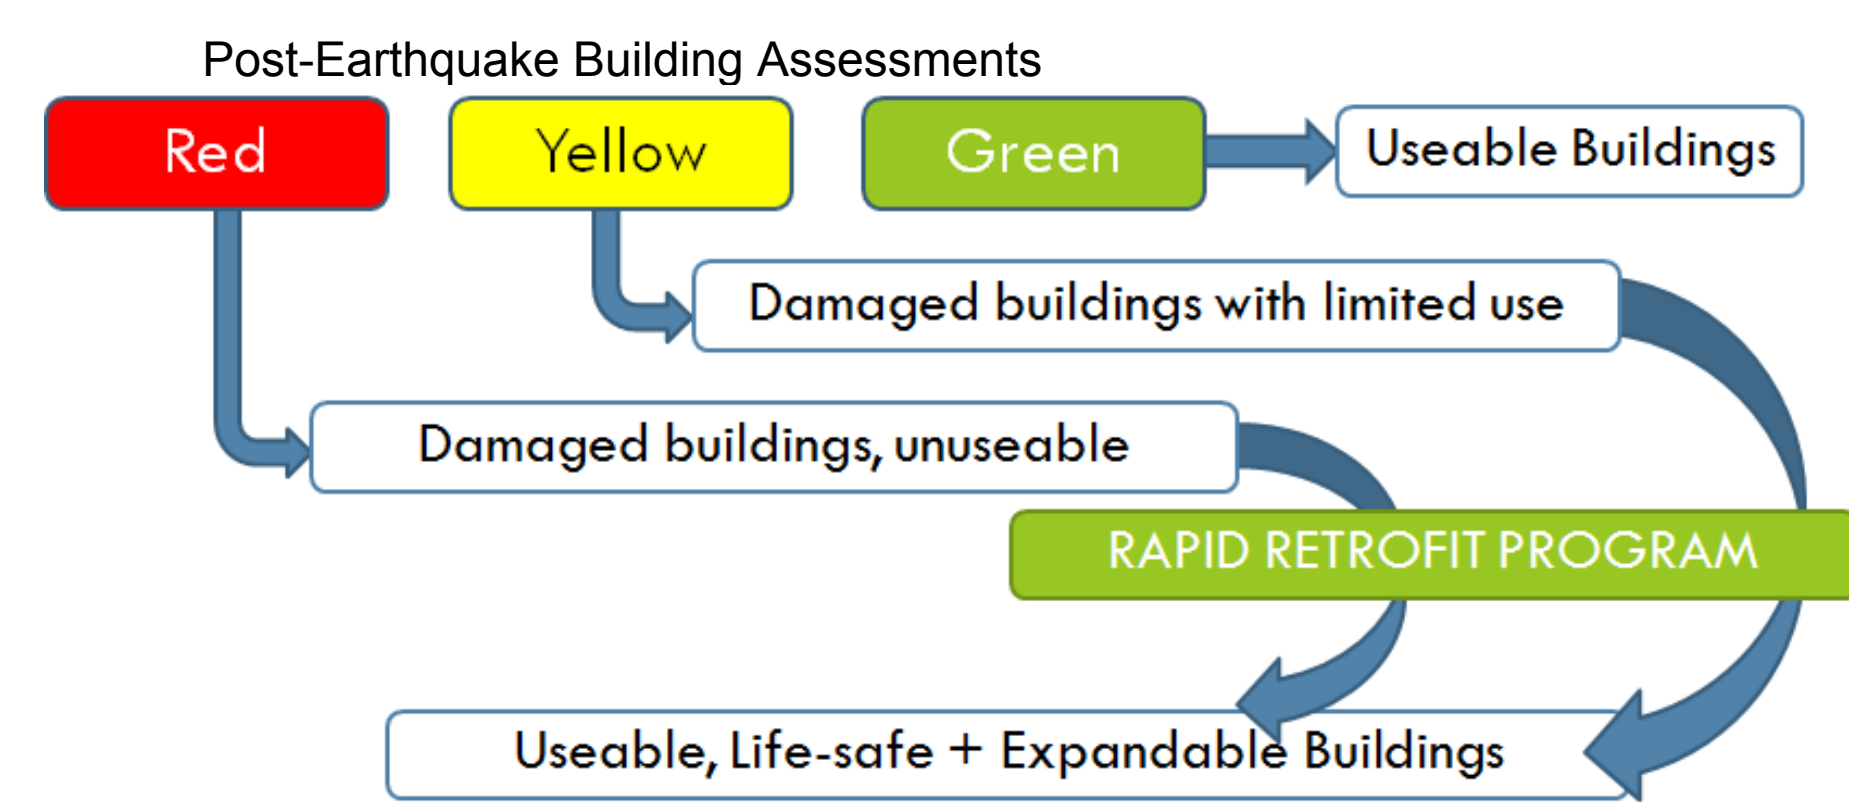 Post-Earthquake Building Assessments
Red
Yellow
Green
Useable Buildings
Damaged buildings with limited use
Damaged buildings, unuseable
RAPID RETROFIT PROGRAM
Useable, Life-safe + Expandable Buildings